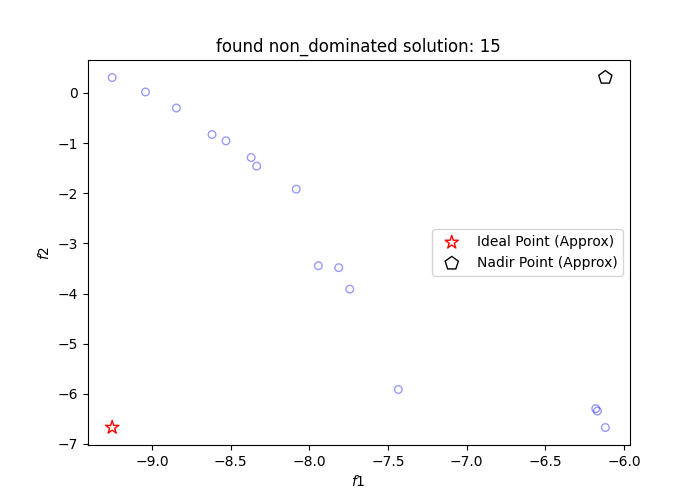 found non_dominated solution: 15
f2
0
−1
−2
−3
−4
−5
−6
−7
Ideal Point (Approx)
Nadir Point (Approx)
−9.0 −8.5 −8.0 −7.5 −7.0 −6.5 −6.0
f1